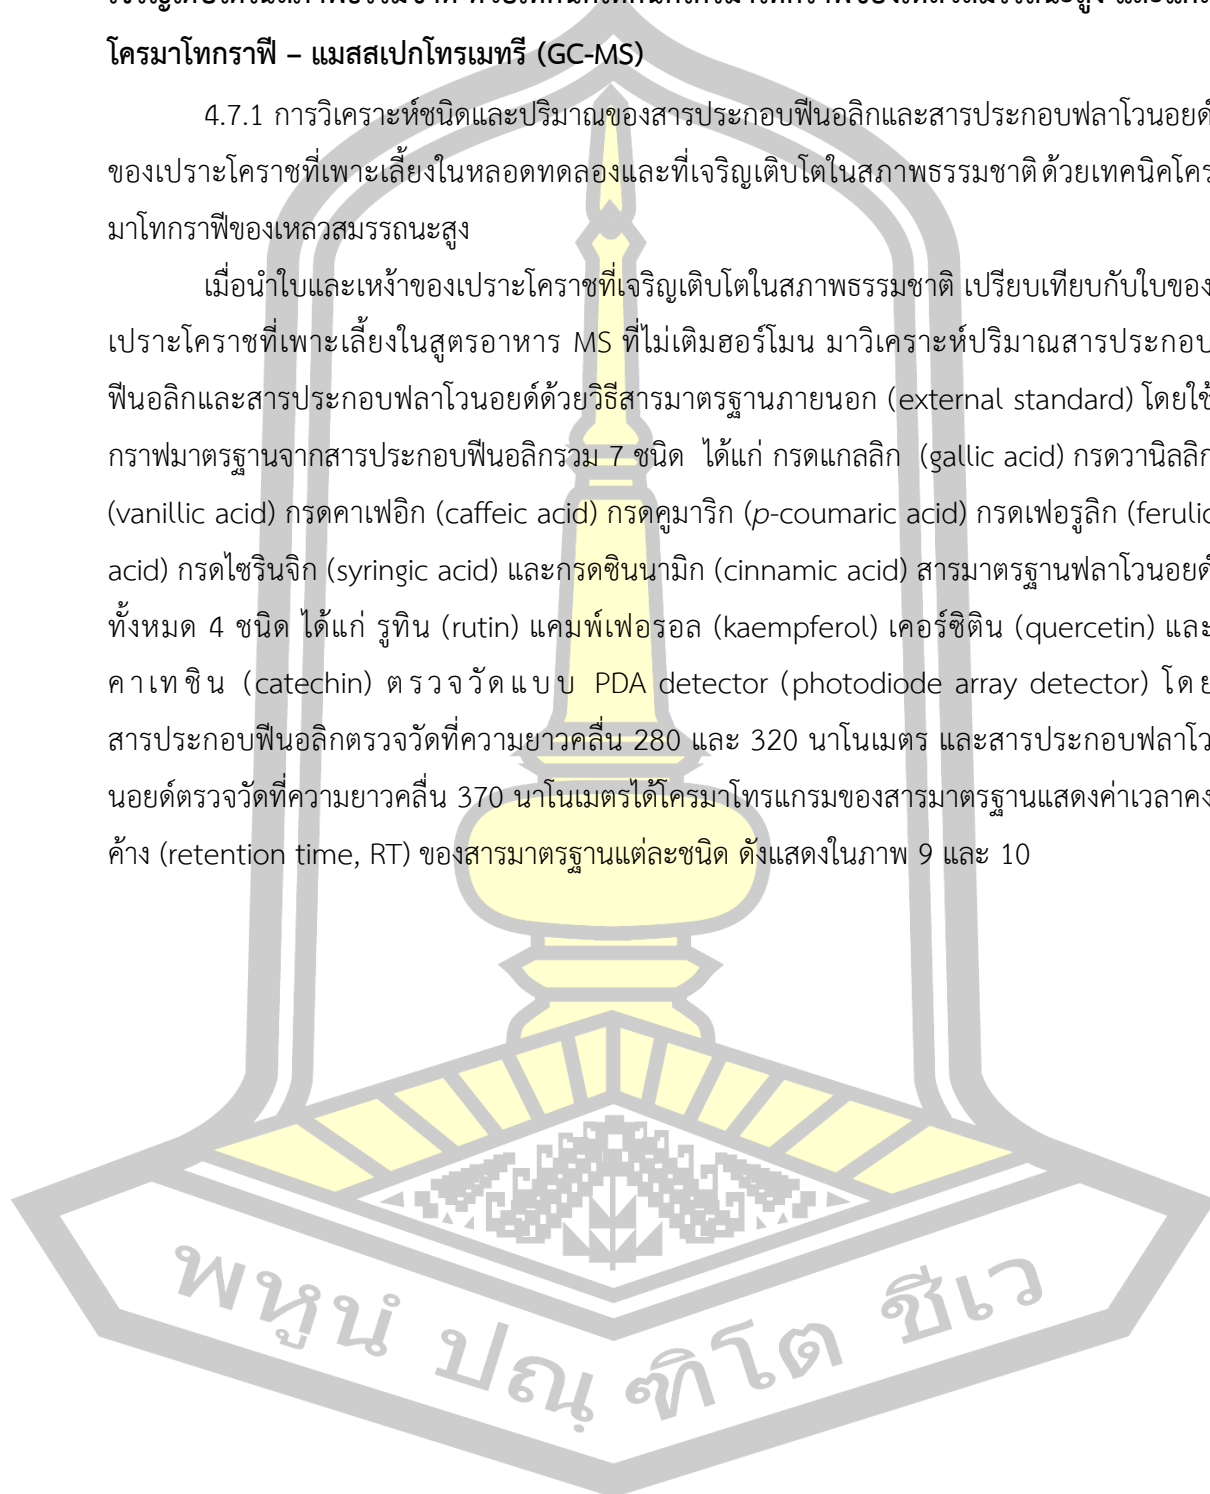 โครมาโทกราฟี – แมสสเปกโทรเมทรี (GC-MS)
4.7.1 การวิเคราะห์ชนิดและปริมาณของสารประกอบฟีนอลิกและสารประกอบฟลาโวนอยด์
ของเปราะโคราชที่เพาะเลี้ยงในหลอดทดลองและที่เจริญเติบโตในสภาพธรรมชาติ ด้วยเทคนิคโคร
มาโทกราฟีของเหลวสมรรถนะสูง
เมื่อนำใบและเหง้าของเปราะโคราชที่เจริญเติบโตในสภาพธรรมชาติ เปรียบเทียบกับใบของ
เปราะโคราชที่เพาะเลี้ยงในสูตรอาหาร MS ที่ไม่เติมฮอร์โมน มาวิเคราะห์ปริมาณสารประกอบ
ฟีนอลิกและสารประกอบฟลาโวนอยด์ด้วยวิธีสารมาตรฐานภายนอก (external standard) โดยใช้
กราฟมาตรฐานจากสารประกอบฟีนอลิกรวม 7 ชนิด ได้แก่ กรดแกลลิก (gallic acid) กรดวานิลลิก
(vanillic acid) กรดคาเฟอิก (caffeic acid) กรดคูมาริก (p-coumaric acid) กรดเฟอรูลิก (ferulic
acid) กรดไซรินจิก (syringic acid) และกรดซินนามิก (cinnamic acid) สารมาตรฐานฟลาโวนอยด์
ทั้งหมด 4 ชนิด ได้แก่ รูทิน (rutin) แคมพ์เฟอรอล (kaempferol) เคอร์ซิติน (quercetin) และ
คาเทชิน (catechin) ตรวจวัดแบบ PDA detector (photodiode array detector) โดย
สารประกอบฟีนอลิกตรวจวัดที่ความยาวคลื่น 280 และ 320 นาโนเมตร และสารประกอบฟลาโว
นอยด์ตรวจวัดที่ความยาวคลื่น 370 นาโนเมตรได้โครมาโทรแกรมของสารมาตรฐานแสดงค่าเวลาคง
ค้าง (retention time, RT) ของสารมาตรฐานแต่ละชนิด ดังแสดงในภาพ 9 และ 10
พหูนํ ปณฺฑิโต ชีเว